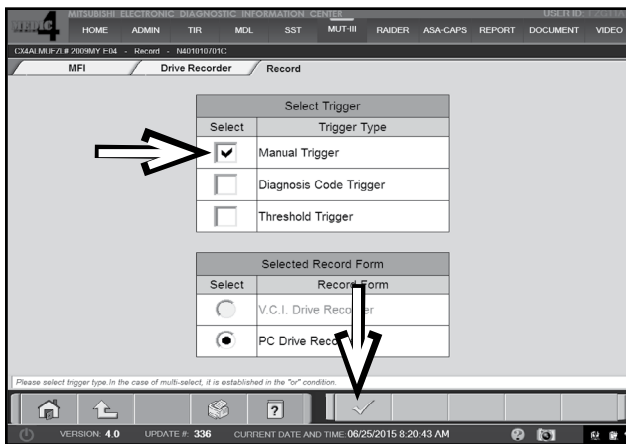 MITSUBISHI ELECTRONIC DIAGNOSTIC INFORMATION CENTER
USER ID:
MEDIC 4
HOME ADMIN TIR MDL SST MUT-III RAIDER ASA-CAPS REPORT DOCUMENT VIDEO
2009MY E04 - Record - N401010701C
MFI Drive Recorder Record
Select Trigger
Select Trigger Type
Manual Trigger
Diagnosis Code Trigger
Threshold Trigger
Selected Record Form
Select Record Form
V.C.I. Drive Recorder
PC Drive
Please select trigger type.In the case of multi-select, it is established in the "or" condition.
?
VERSION: 4.0 UPDATE #: 336 CURRENT DATE AND TIME: 06/25/2015 8:20:43 AM